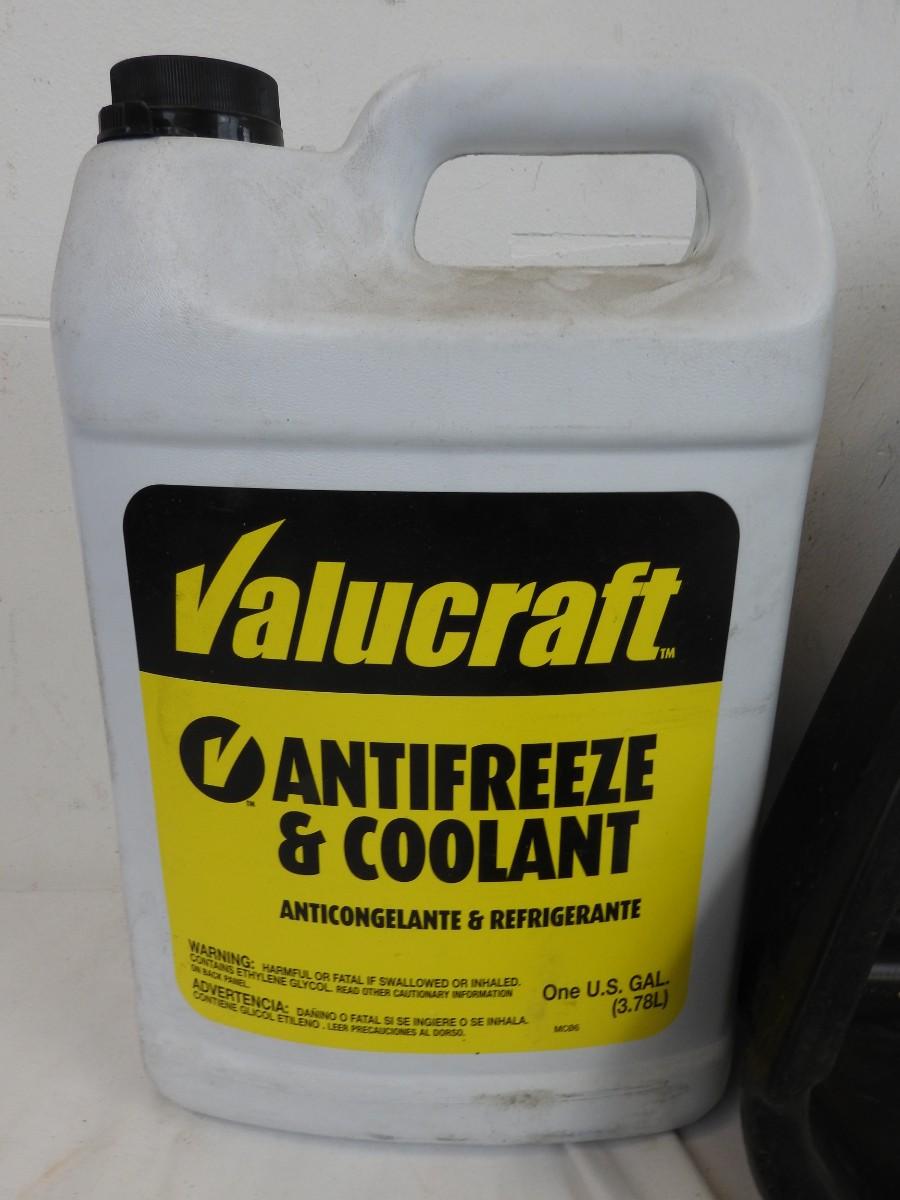 Valucraft™
ANTIFREEZE
& COOLANT
ANTICONGELANTE & REFRIGERANTE
WARNING: HARMFUL OR FATAL IF SWALLOWED OR INHALED.
CONTAINS ETHYLENE GLYCOL. READ OTHER CAUTIONARY INFORMATION
ON BACK PANEL.
ADVERTENCIA: DAÑINO O FATAL SI SE INGIERE O SE INHALA.
CONTIENE GLICOL ETILENO . LEER PRECAUCIONES AL DORSO.
One U.S. GAL.
(3.78L)
MCB6